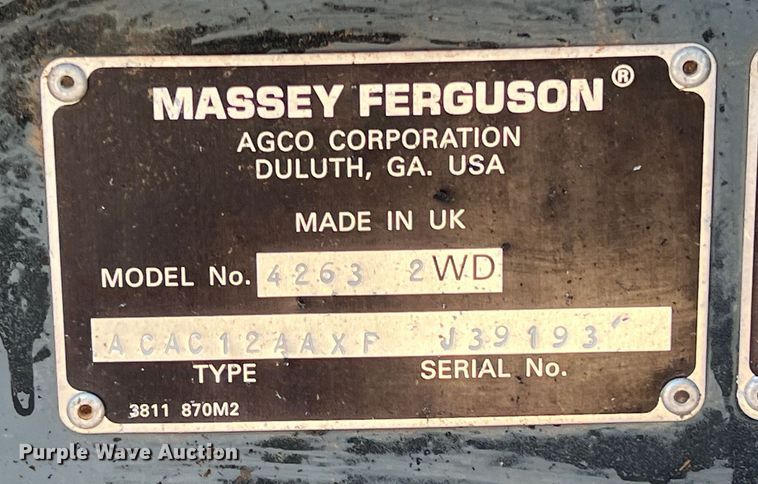 MASSEY FERGUSON®
AGCO CORPORATION
DULUTH, GA. USA
MADE IN UK
MODEL No. 4263 2WD
ACAC12AAXF J39193
TYPE SERIAL No.
3811 870M2
Purple Wave Auction